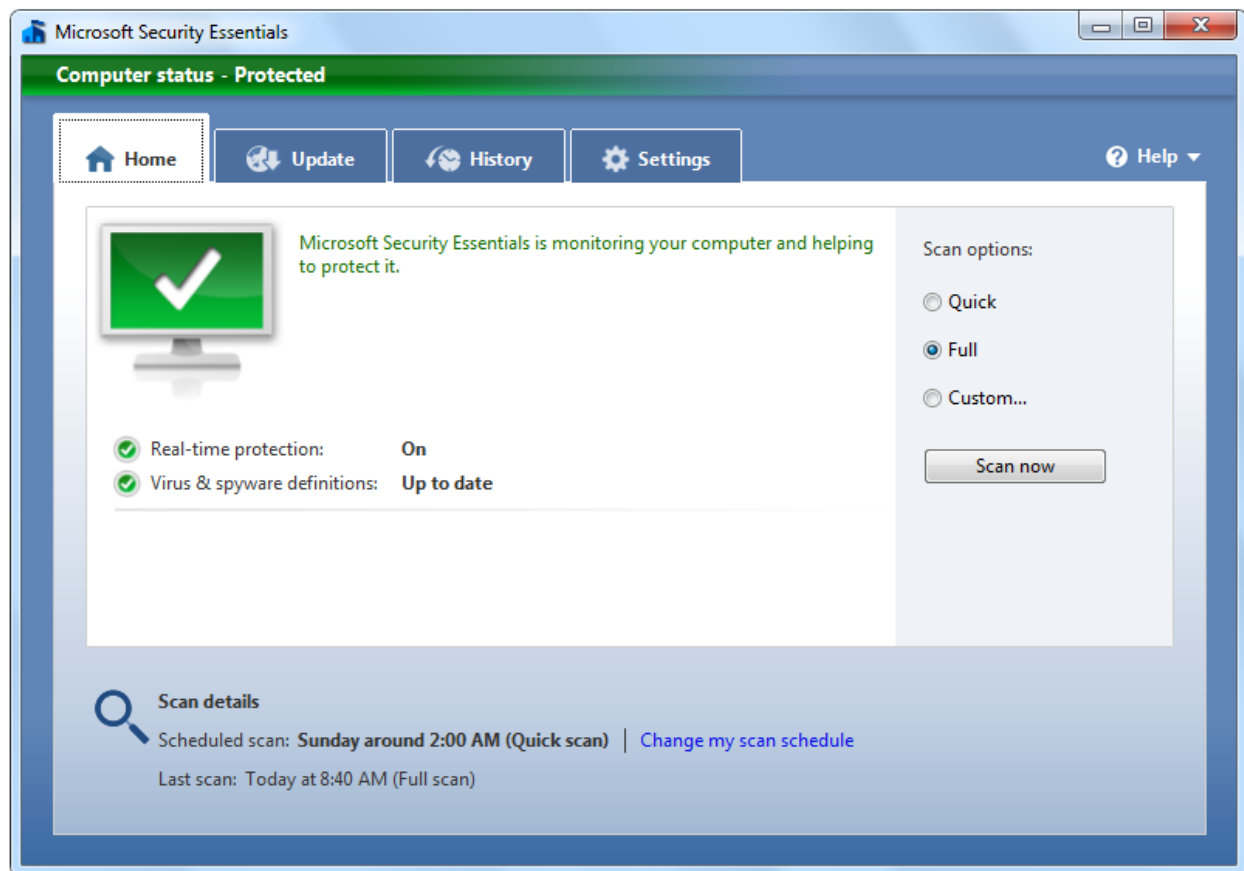 Microsoft Security Essentials
Computer status - Protected
Home
Update
History
Settings
Help
Microsoft Security Essentials is monitoring your computer and helping
to protect it.
Real-time protection: On
Virus & spyware definitions: Up to date
Scan options:
Quick
Full
Custom...
Scan now
Scan details
Scheduled scan: Sunday around 2:00 AM (Quick scan) | Change my scan schedule
Last scan: Today at 8:40 AM (Full scan)